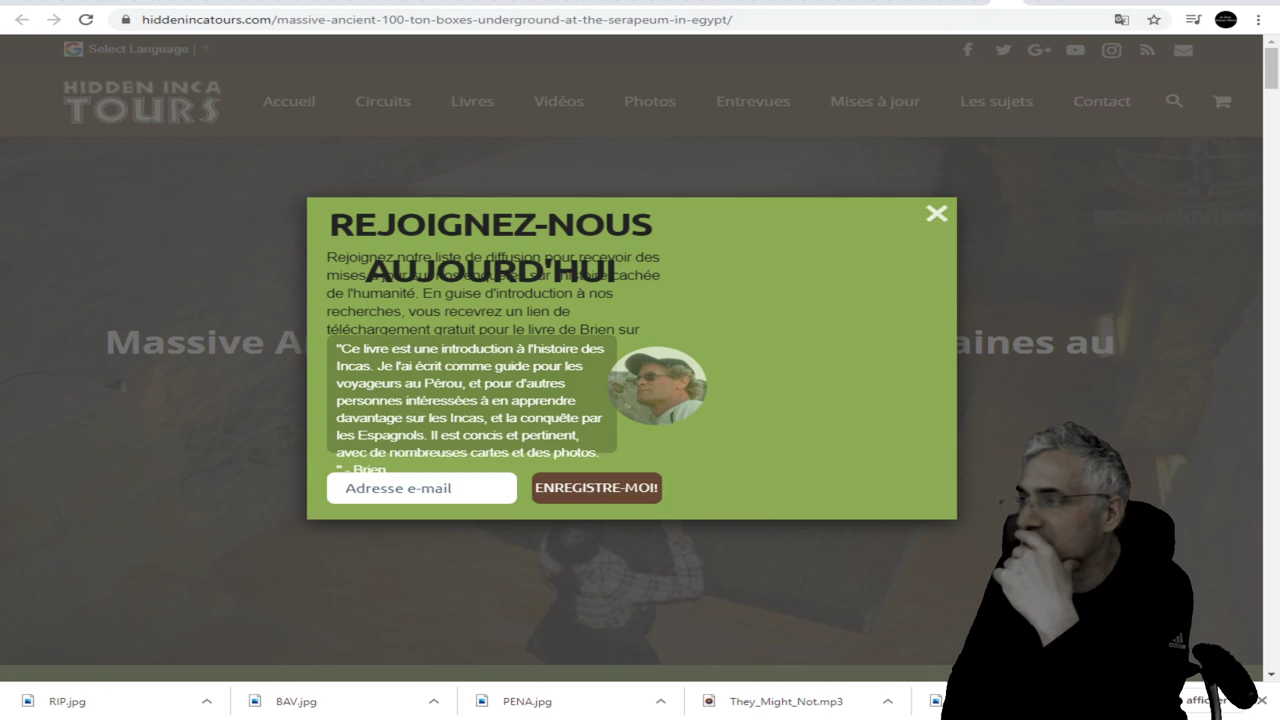 hiddenincatours.com/massive-ancient-100-ton-boxes-underground-at-the-serapeum-in-egypt/
Select Language
HIDDEN INCA
TOURS
Accueil Circuits Livres Vidéos Photos Entrevues Mises à jour Les sujets Contact
REJOIGNEZ-NOUS
AUJOURD'HUI
Rejoignez notre liste de diffusion pour recevoir des
mises à jour sur nos enquêtes sur l'histoire cachée
de l'humanité. En guise d'introduction à nos
recherches, vous recevrez un lien de
téléchargement gratuit pour le livre de Brien sur
"Ce livre est une introduction à l'histoire des
Incas. Je l'ai écrit comme guide pour les
voyageurs au Pérou, et pour d'autres
personnes intéressées à en apprendre
davantage sur les Incas, et la conquête par
les Espagnols. Il est concis et pertinent,
avec de nombreuses cartes et des photos.
" - Brien
Adresse e-mail ENREGISTRE-MOI!
Massive aines au
RIP.jpg BAV.jpg PENA.jpg They_Might_Not.mp3